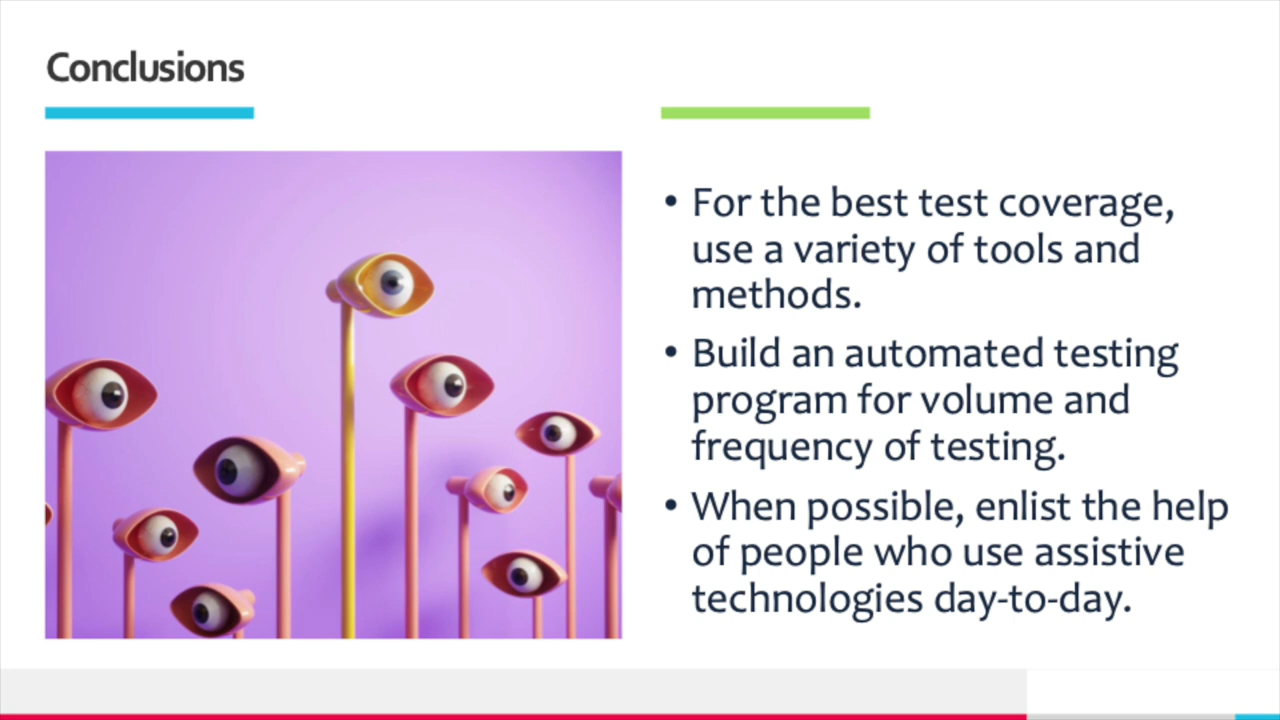 Conclusions
• For the best test coverage,
use a variety of tools and
methods.
• Build an automated testing
program for volume and
frequency of testing.
• When possible, enlist the help
of people who use assistive
technologies day-to-day.